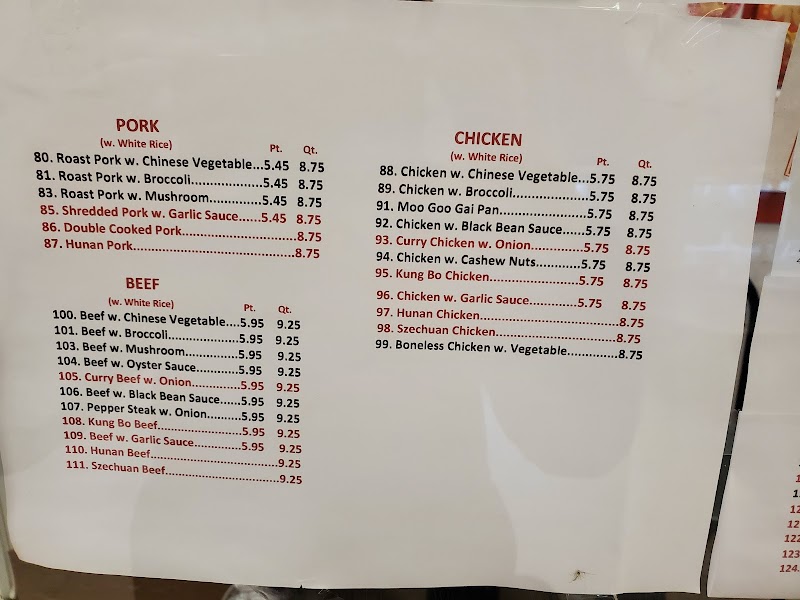 PORK
(w. White Rice)
Pt. Qt.
80. Roast Pork w. Chinese Vegetable...5.45 8.75
81. Roast Pork w. Broccoli.......................5.45 8.75
83. Roast Pork w. Mushroom...................5.45 8.75
85. Shredded Pork w. Garlic Sauce......5.45 8.75
86. Double Cooked Pork...............................8.75
87. Hunan Pork............................................8.75
BEEF
(w. White Rice)
Pt. Qt.
100. Beef w. Chinese Vegetable....5.95 9.25
101. Beef w. Broccoli....................5.95 9.25
103. Beef w. Mushroom...............5.95 9.25
104. Beef w. Oyster Sauce............5.95 9.25
105. Curry Beef w. Onion.............5.95 9.25
106. Beef w. Black Bean Sauce......5.95 9.25
107. Pepper Steak w. Onion.........5.95 9.25
108. Kung Bo Beef.......................5.95 9.25
109. Beef w. Garlic Sauce.............5.95 9.25
110. Hunan Beef...................................9.25
111. Szechuan Beef...............................9.25
CHICKEN
(w. White Rice)
Pt. Qt.
88. Chicken w. Chinese Vegetable...5.75 8.75
89. Chicken w. Broccoli....................5.75 8.75
91. Moo Goo Gai Pan.......................5.75 8.75
92. Chicken w. Black Bean Sauce.....5.75 8.75
93. Curry Chicken w. Onion.............5.75 8.75
94. Chicken w. Cashew Nuts...........5.75 8.75
95. Kung Bo Chicken.......................5.75 8.75
96. Chicken w. Garlic Sauce............5.75 8.75
97. Hunan Chicken....................................8.75
98. Szechuan Chicken...............................8.75
99. Boneless Chicken w. Vegetable..............8.75
122
123
124.